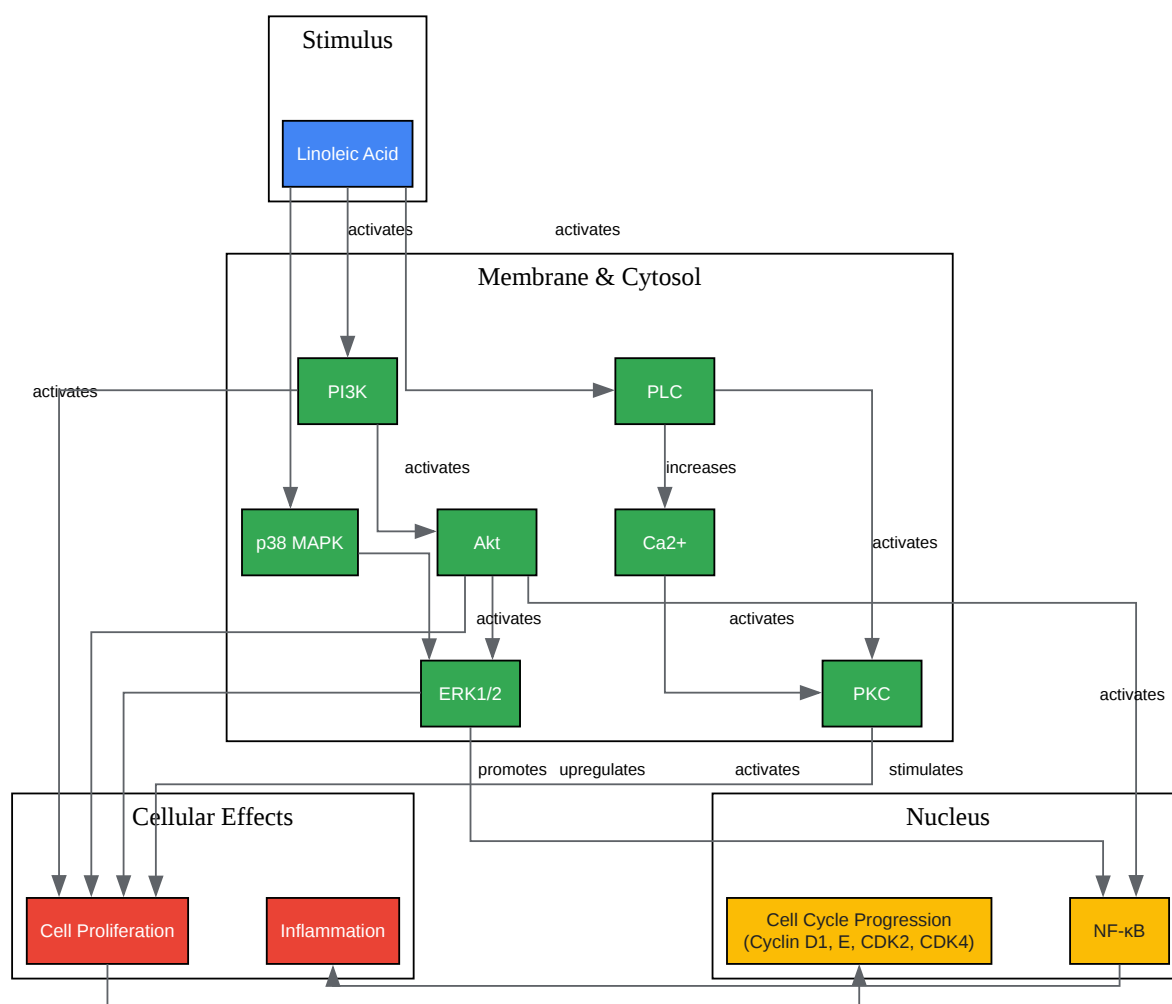 Stimulus
Linoleic Acid
activates
activates
Membrane & Cytosol
PI3K
PLC
activates
activates
increases
p38 MAPK
Akt
Ca2+
activates
activates
activates
ERK1/2
PKC
activates
promotes
upregulates
activates
stimulates
Cellular Effects
Nucleus
Cell Proliferation
Inflammation
Cell Cycle Progression
(Cyclin D1, E, CDK2, CDK4)
NF-κB